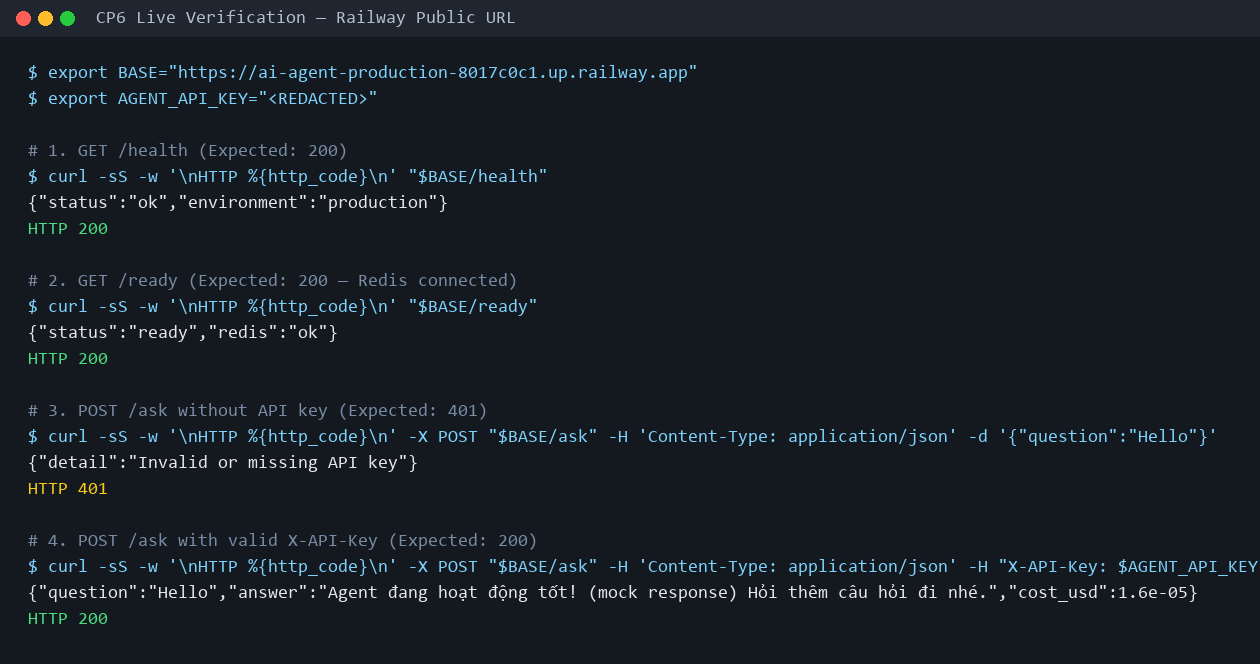 CP6 Live Verification — Railway Public URL
$ export BASE="https://ai-agent-production-8017c0c1.up.railway.app"
$ export AGENT_API_KEY="<REDACTED>"
# 1. GET /health (Expected: 200)
$ curl -sS -w '\nHTTP %{http_code}\n' "$BASE/health"
{"status":"ok","environment":"production"}
HTTP 200
# 2. GET /ready (Expected: 200 — Redis connected)
$ curl -sS -w '\nHTTP %{http_code}\n' "$BASE/ready"
{"status":"ready","redis":"ok"}
HTTP 200
# 3. POST /ask without API key (Expected: 401)
$ curl -sS -w '\nHTTP %{http_code}\n' -X POST "$BASE/ask" -H 'Content-Type: application/json' -d '{"question":"Hello"}'
{"detail":"Invalid or missing API key"}
HTTP 401
# 4. POST /ask with valid X-API-Key (Expected: 200)
$ curl -sS -w '\nHTTP %{http_code}\n' -X POST "$BASE/ask" -H 'Content-Type: application/json' -H "X-API-Key: $AGENT_API_KEY
{"question":"Hello","answer":"Agent đang hoạt động tốt! (mock response) Hỏi thêm câu hỏi đi nhé.","cost_usd":1.6e-05}
HTTP 200